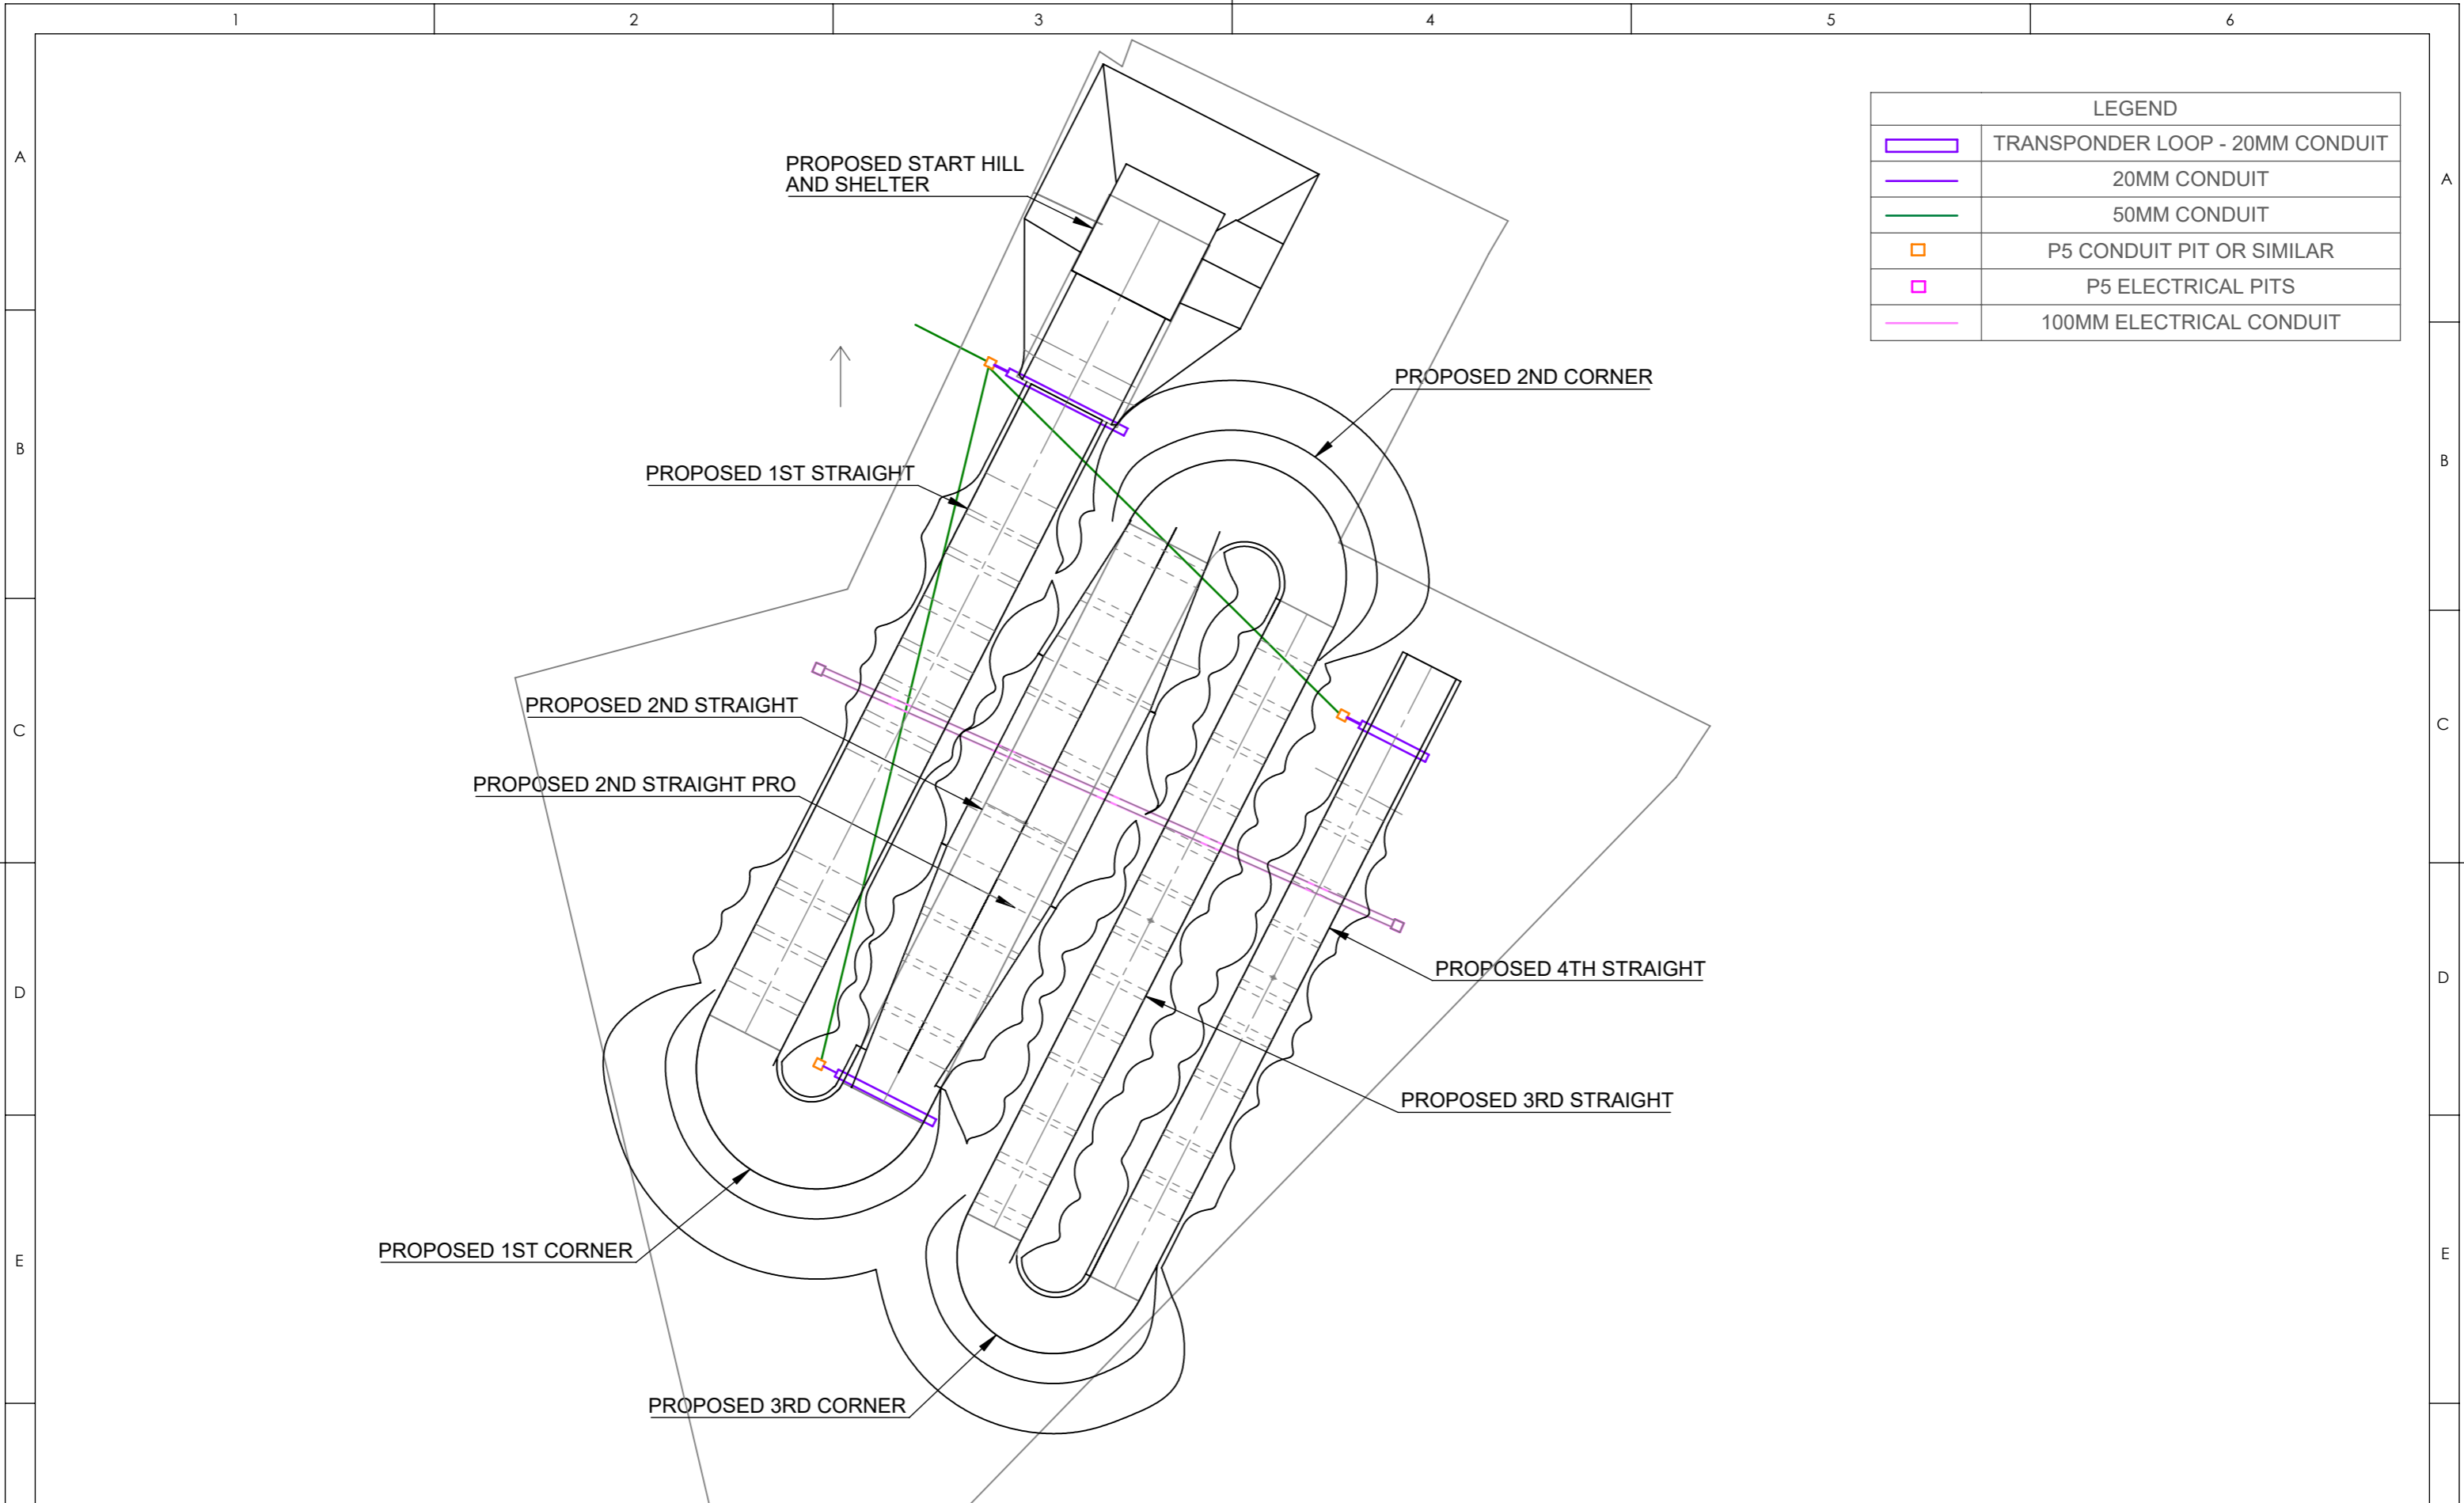 1 2 3 4 5 6
LEGEND
TRANSPONDER LOOP - 20MM CONDUIT
20MM CONDUIT
50MM CONDUIT
P5 CONDUIT PIT OR SIMILAR
P5 ELECTRICAL PITS
100MM ELECTRICAL CONDUIT
A
A
PROPOSED START HILL
AND SHELTER
PROPOSED 2ND CORNER
B
B
PROPOSED 1ST STRAIGHT
PROPOSED 2ND STRAIGHT
C
C
PROPOSED 2ND STRAIGHT PRO
PROPOSED 4TH STRAIGHT
D
D
PROPOSED 3RD STRAIGHT
PROPOSED 1ST CORNER
E
E
PROPOSED 3RD CORNER